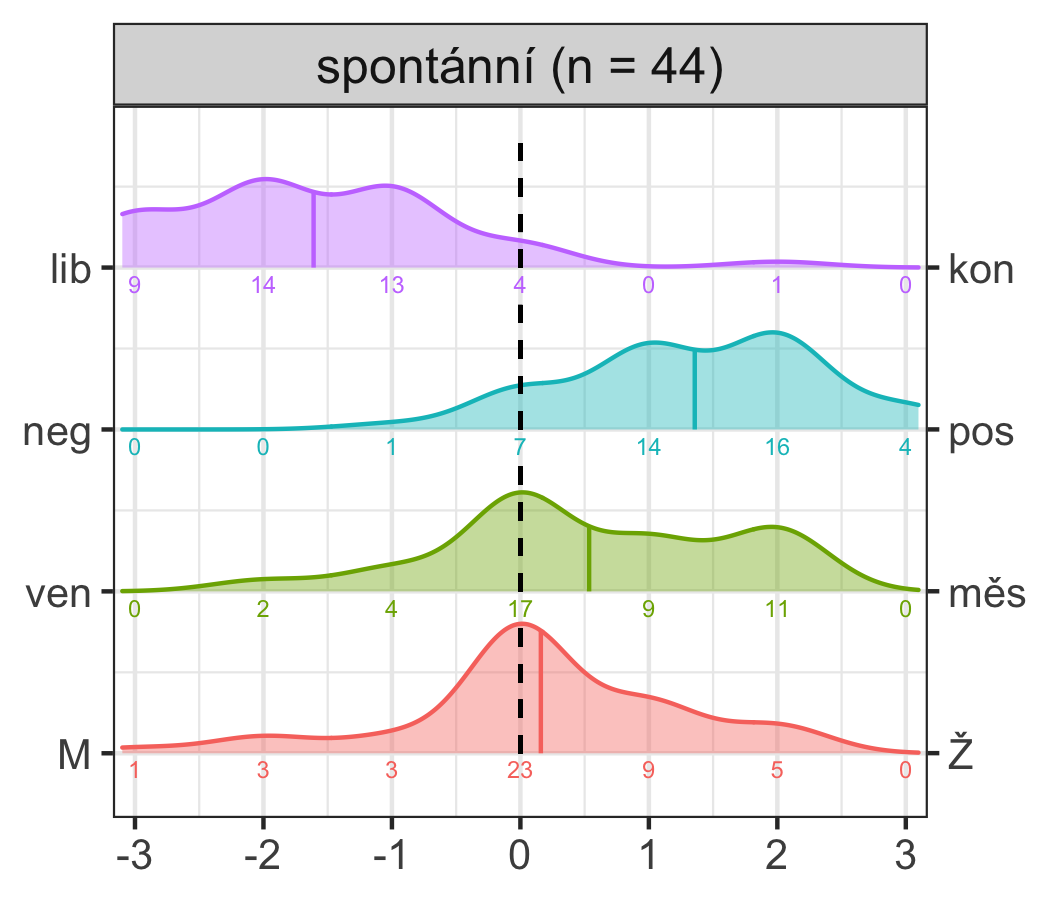 spontánní (n = 44)
lib kon
9 14 13 4 0 1 0
neg pos
0 0 1 7 14 16 4
ven měs
0 2 4 17 9 11 0
M Ž
1 3 3 23 9 5 0
-3 -2 -1 0 1 2 3